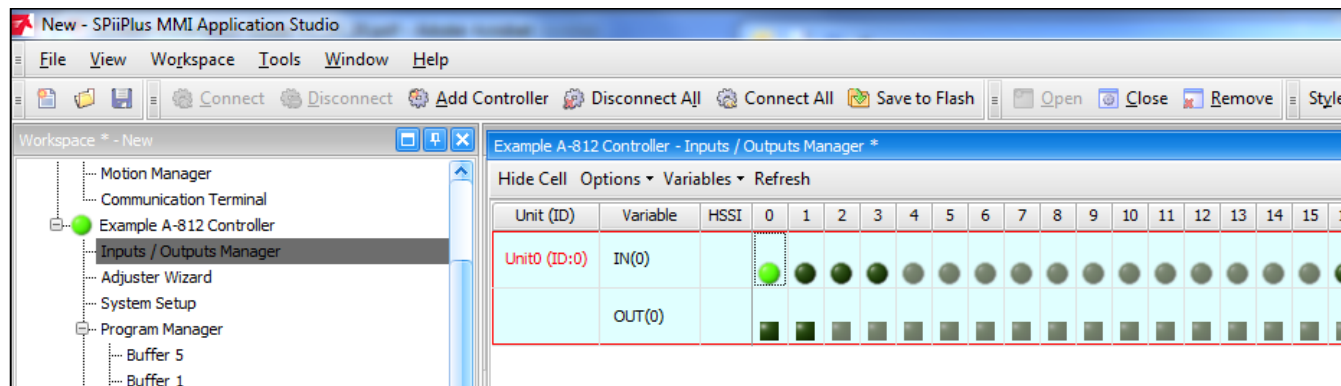 New - SPiiPlus MMI Application Studio
File View Workspace Tools Window Help
Connect Disconnect Add Controller Disconnect All Connect All Save to Flash Open Close Remove Style
Workspace * - New
Motion Manager
Communication Terminal
Example A-812 Controller
Inputs / Outputs Manager
Adjuster Wizard
System Setup
Program Manager
Buffer 5
Buffer 1
Example A-812 Controller - Inputs / Outputs Manager *
Hide Cell Options Variables Refresh
Unit (ID) Variable HSSI 0 1 2 3 4 5 6 7 8 9 10 11 12 13 14 15
Unit0 (ID:0) IN(0)
OUT(0)